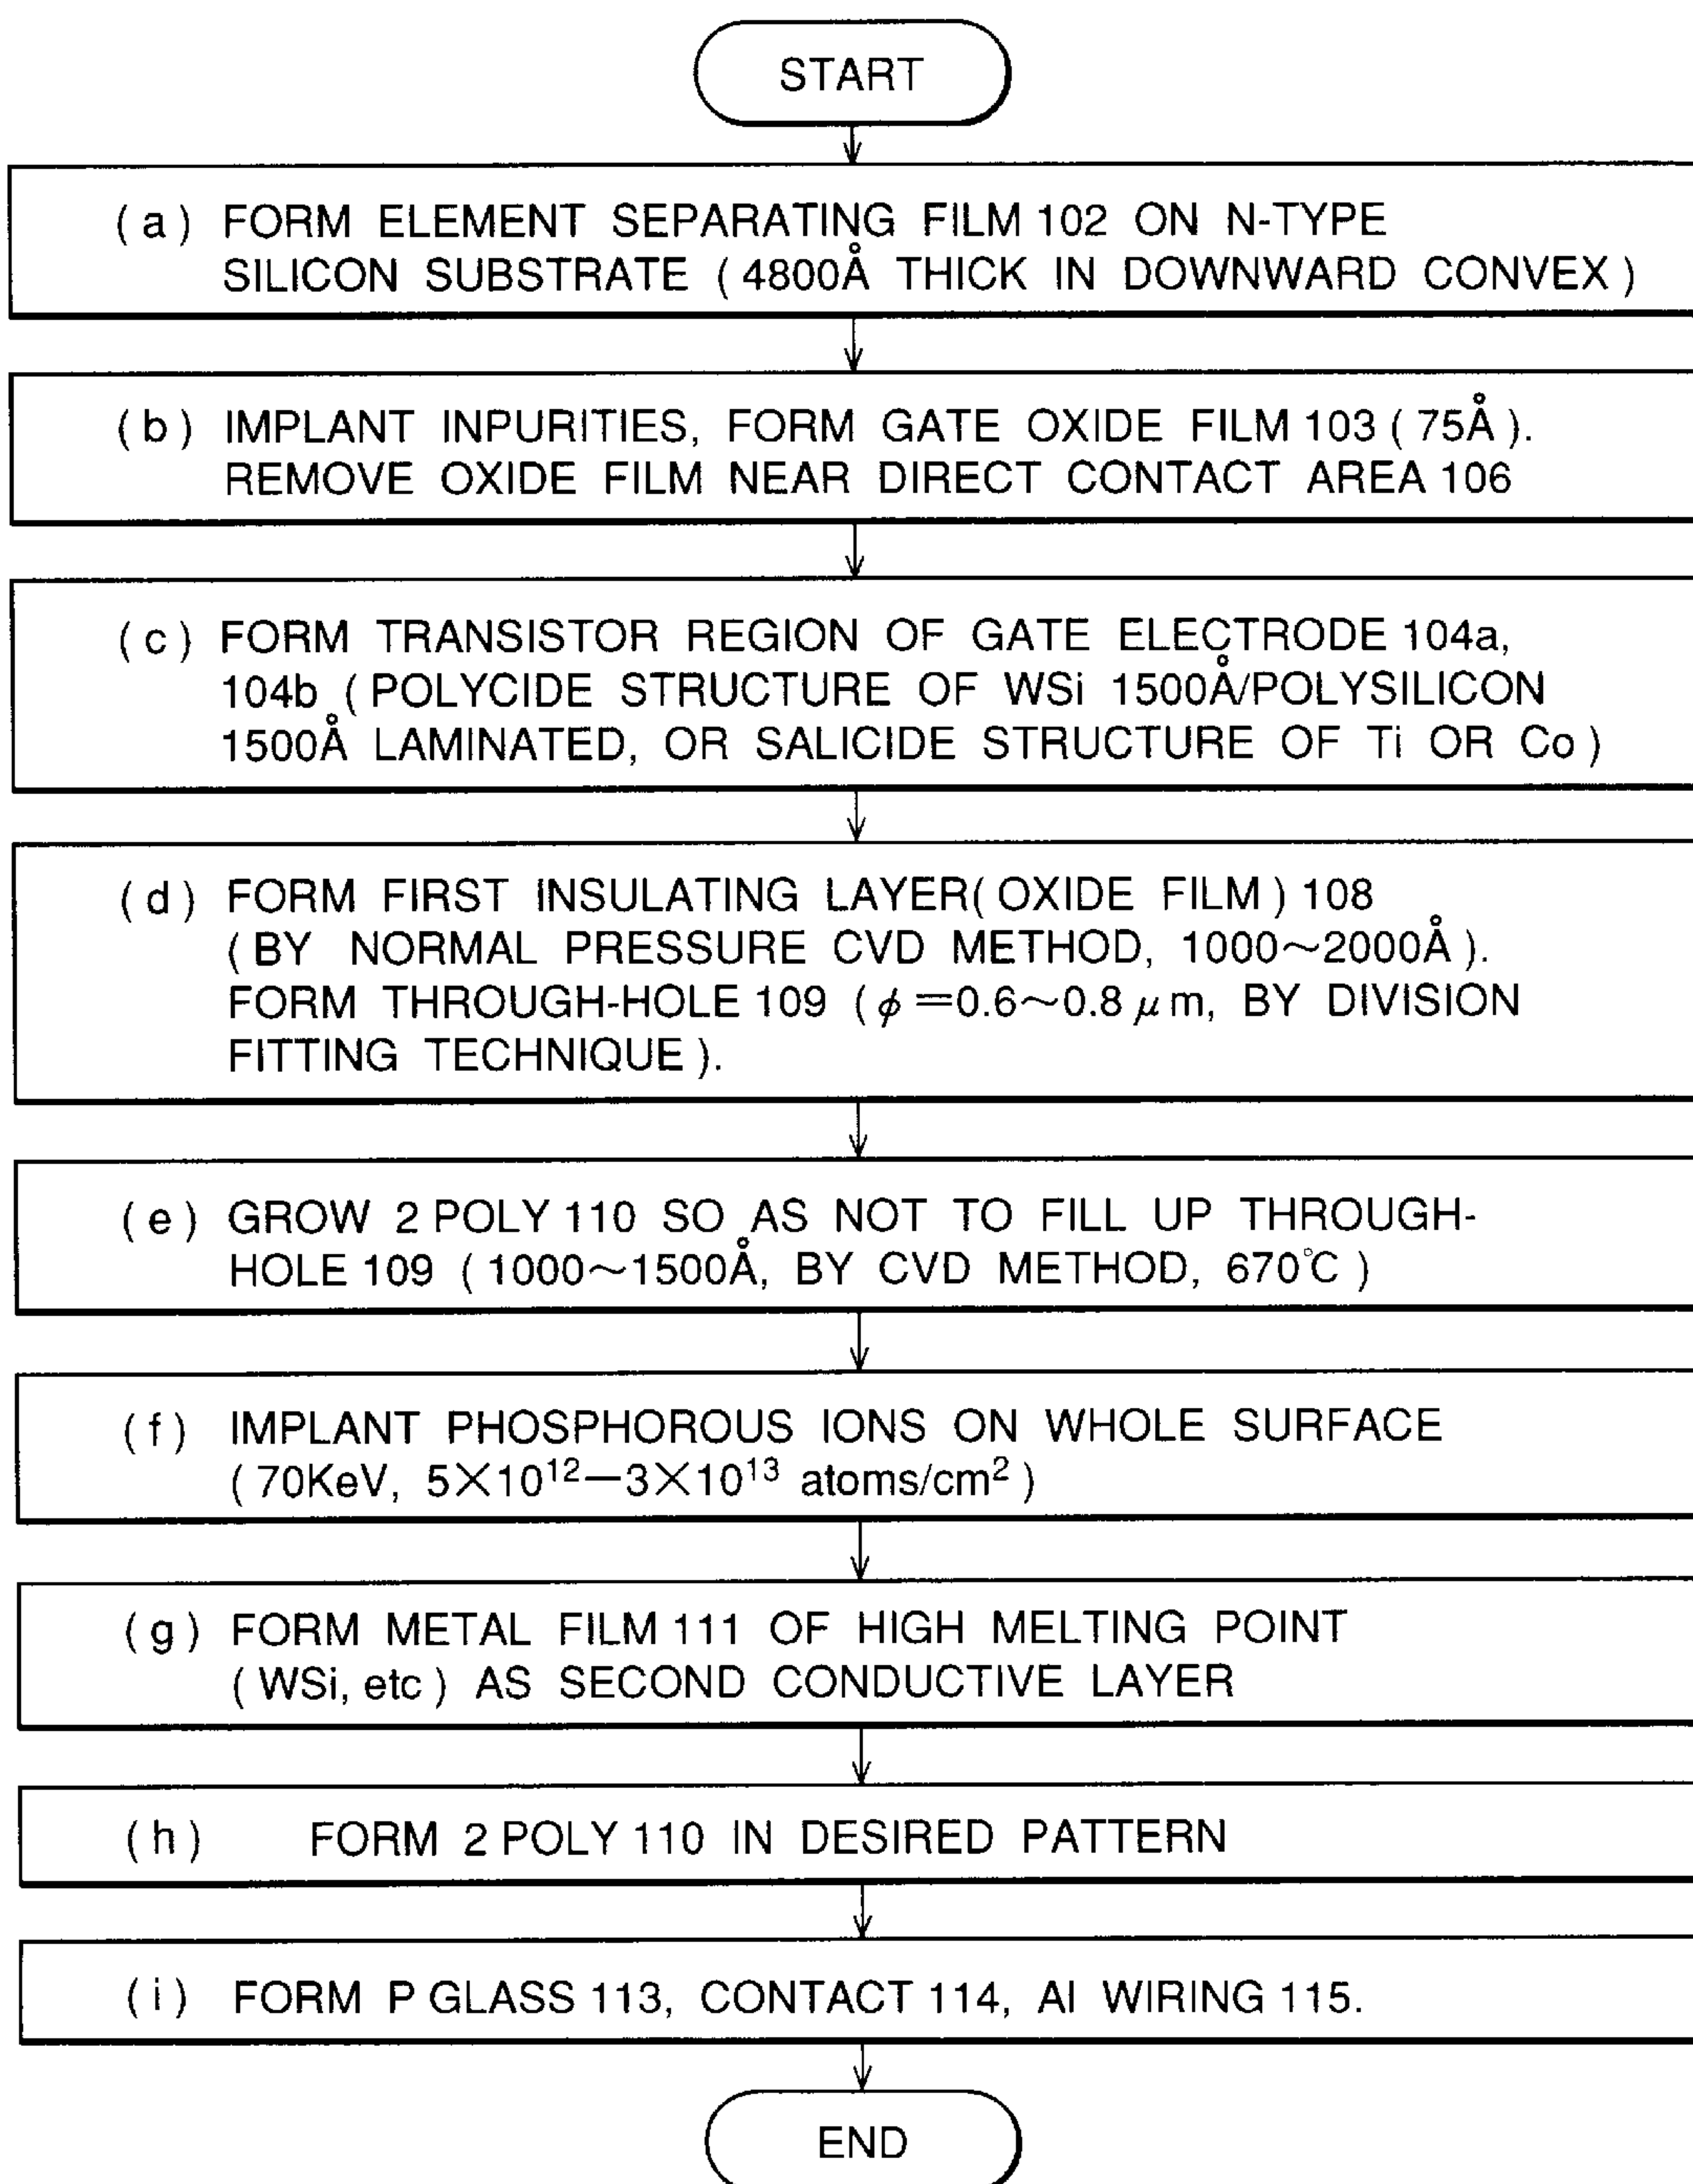 START
(a) FORM ELEMENT SEPARATING FILM 102 ON N-TYPE
SILICON SUBSTRATE (4800Å THICK IN DOWNWARD CONVEX)
(b) IMPLANT INPURITIES, FORM GATE OXIDE FILM 103 (75Å).
REMOVE OXIDE FILM NEAR DIRECT CONTACT AREA 106
(c) FORM TRANSISTOR REGION OF GATE ELECTRODE 104a,
104b (POLYCIDE STRUCTURE OF WSi 1500Å/POLYSILICON
1500Å LAMINATED, OR SALICIDE STRUCTURE OF Ti OR Co)
(d) FORM FIRST INSULATING LAYER(OXIDE FILM) 108
(BY NORMAL PRESSURE CVD METHOD, 1000~2000Å).
FORM THROUGH-HOLE 109 (ϕ=0.6~0.8 μm, BY DIVISION
FITTING TECHNIQUE).
(e) GROW 2 POLY 110 SO AS NOT TO FILL UP THROUGH-
HOLE 109 (1000~1500Å, BY CVD METHOD, 670℃)
(f) IMPLANT PHOSPHOROUS IONS ON WHOLE SURFACE
(70KeV, 5×10¹²—3×10¹³ atoms/cm²)
(g) FORM METAL FILM 111 OF HIGH MELTING POINT
(WSi, etc) AS SECOND CONDUCTIVE LAYER
(h) FORM 2 POLY 110 IN DESIRED PATTERN
(i) FORM P GLASS 113, CONTACT 114, Al WIRING 115.
END